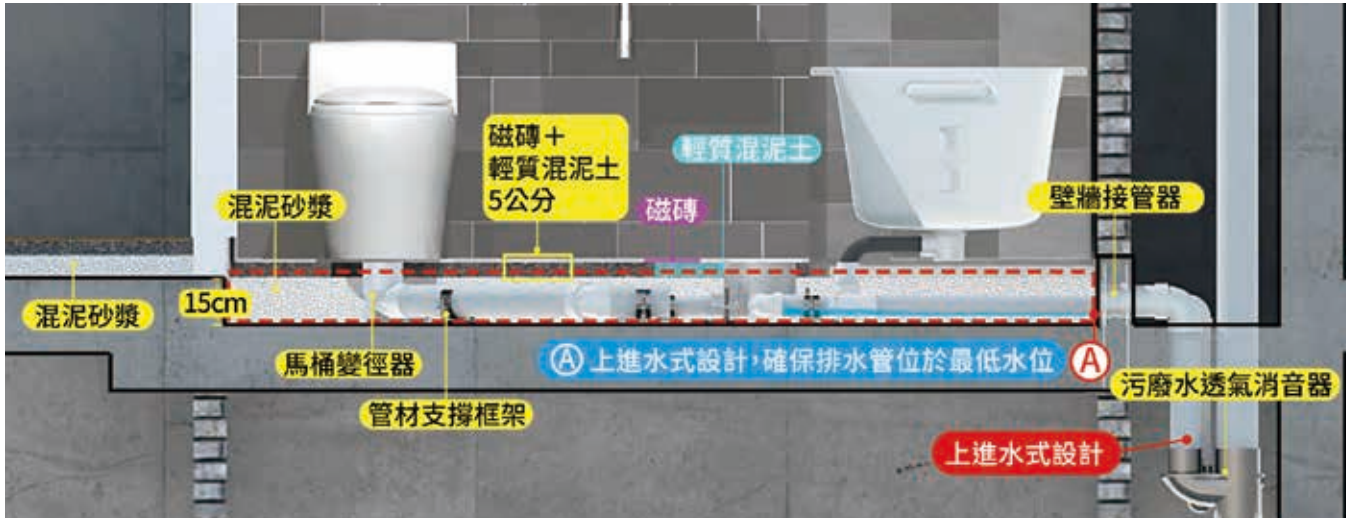 磁磚＋
輕質混泥土
5公分
輕質混泥土
混泥砂漿
磁磚
壁牆接管器
15cm
混泥砂漿
馬桶變徑器
Ⓐ 上進水式設計，確保排水管位於最低水位
Ⓐ
污廢水透氣消音器
管材支撐框架
上進水式設計